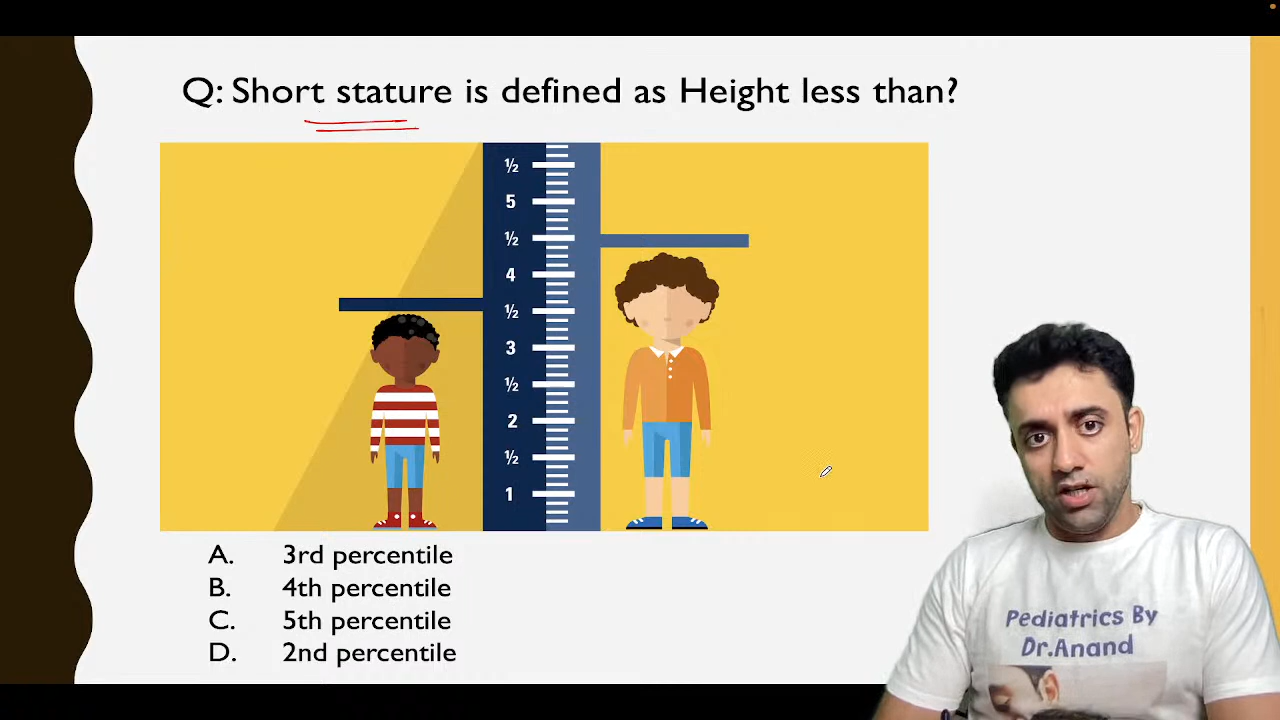 Q: Short stature is defined as Height less than?
½
5
½
4
½
3
½
2
½
1
A. 3rd percentile
B. 4th percentile
C. 5th percentile
D. 2nd percentile
Pediatrics By
Dr.Anand